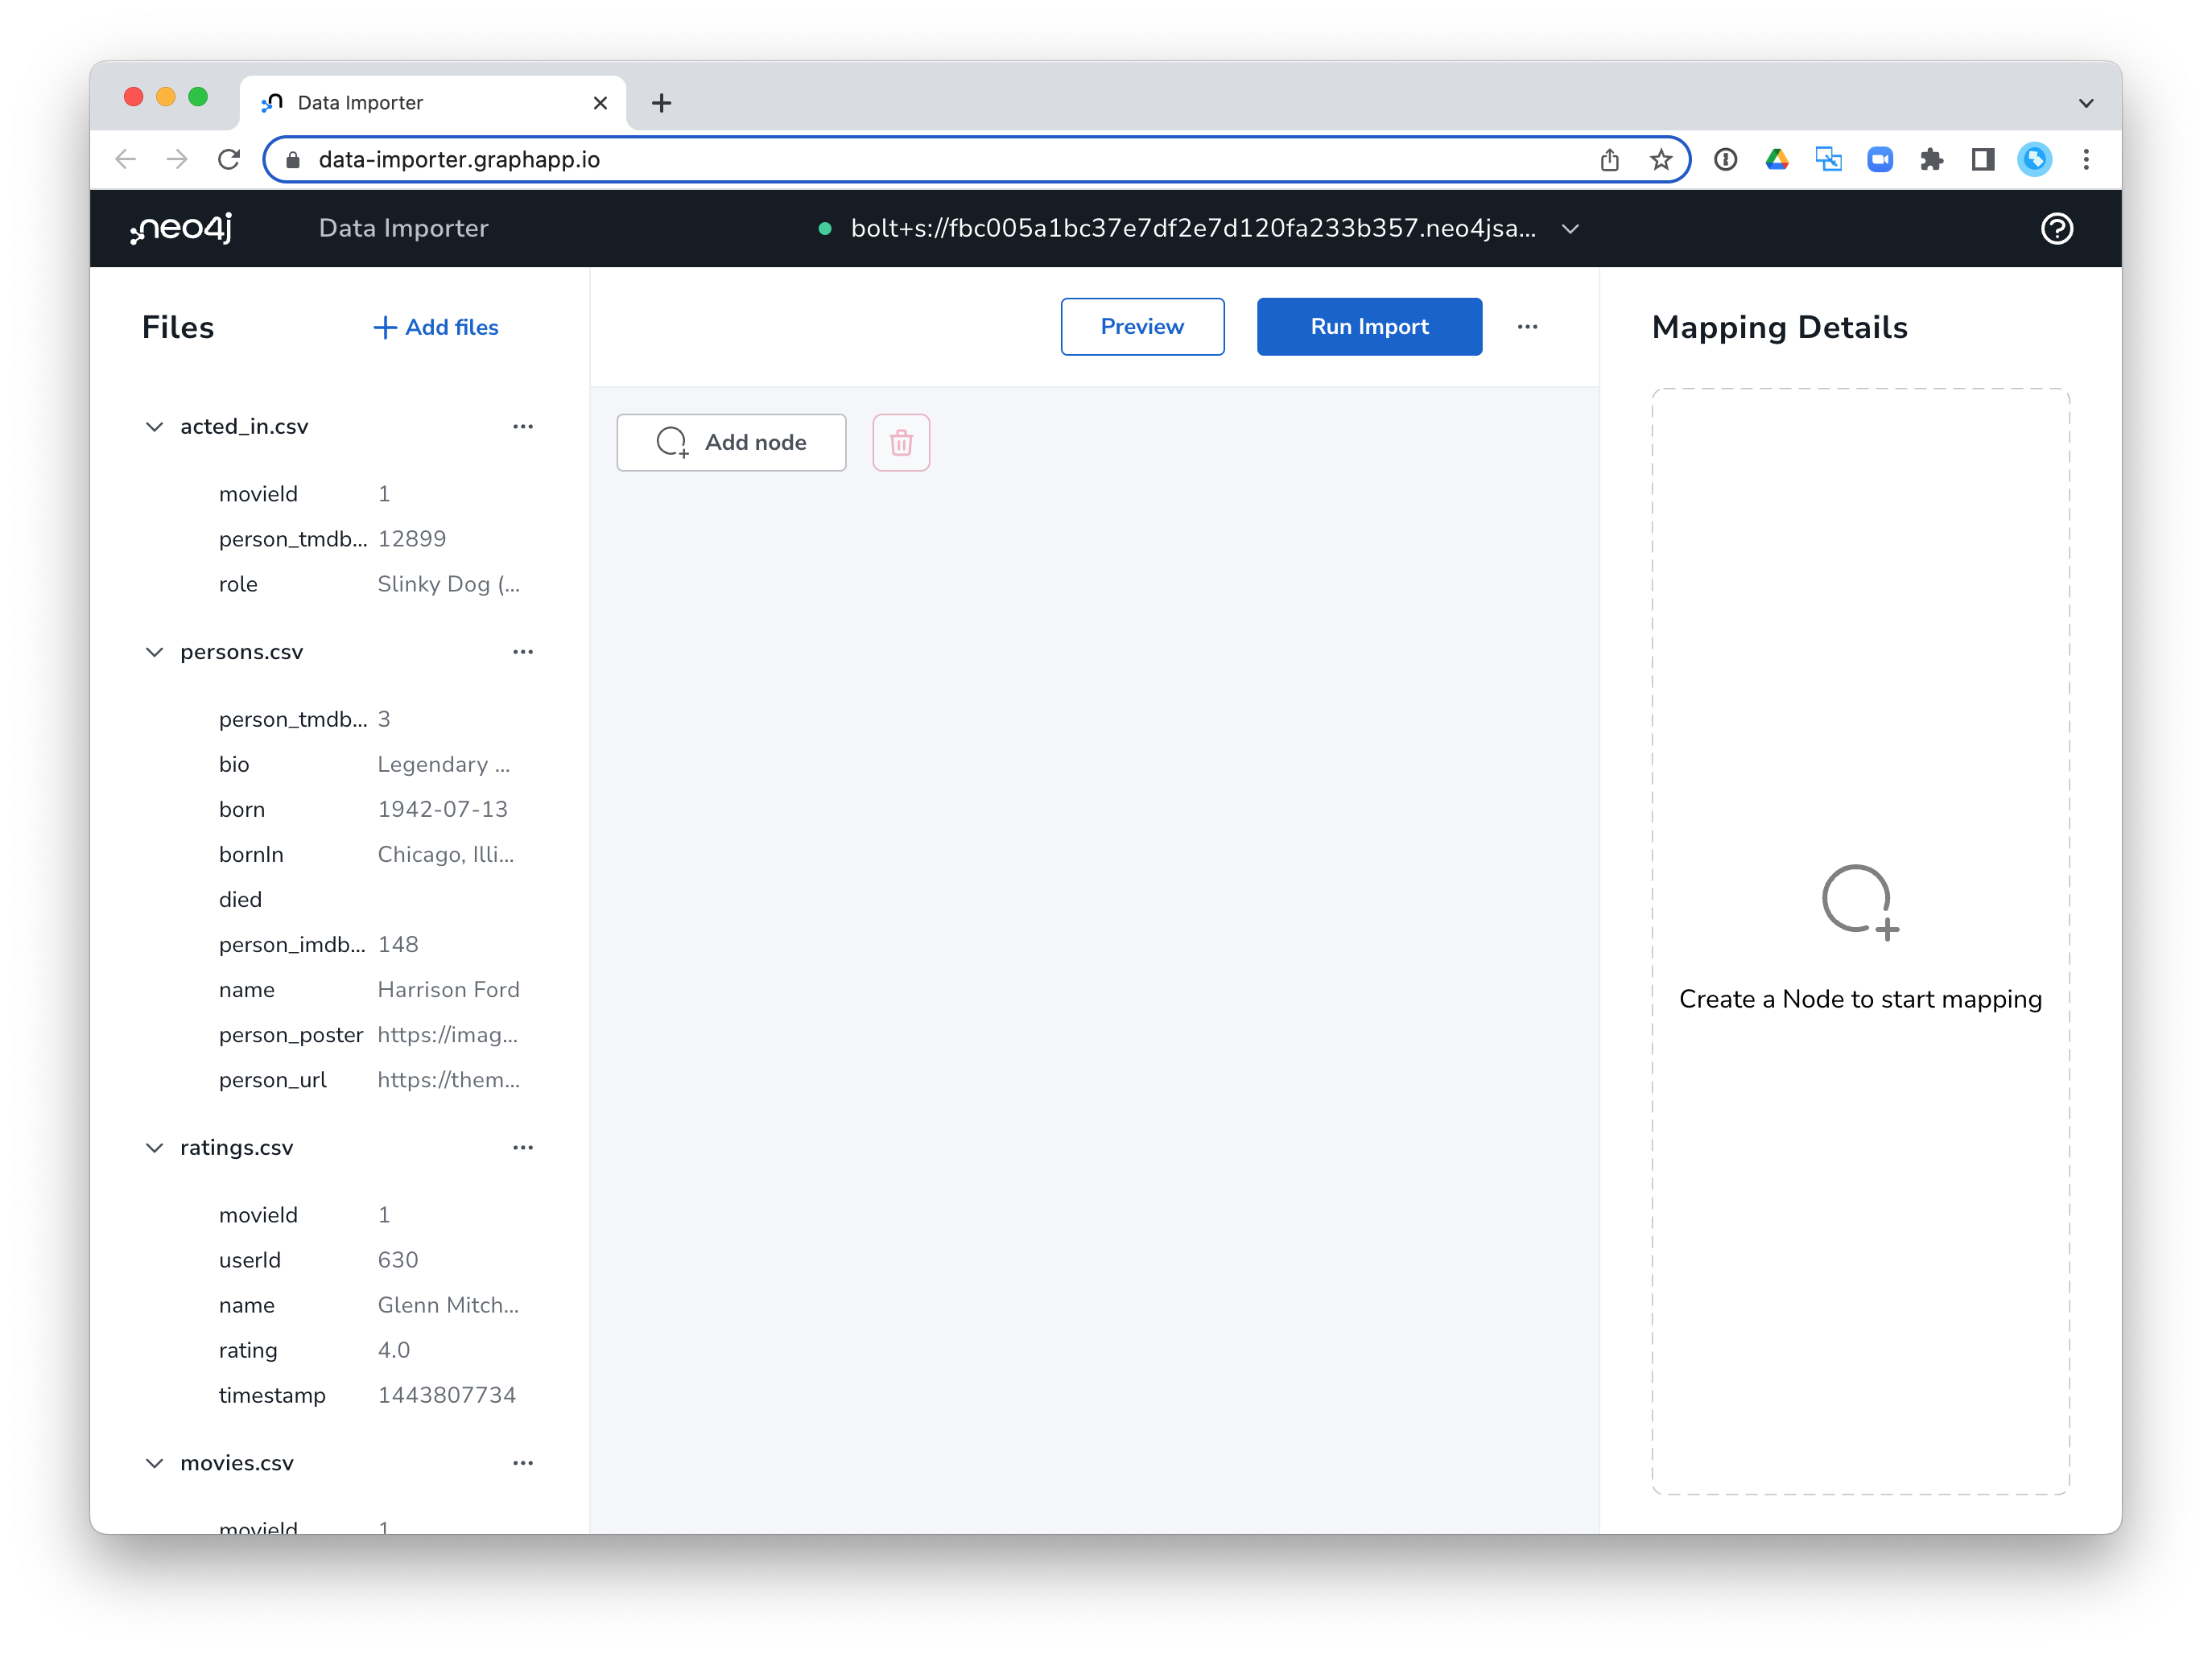 Data Importer
data-importer.graphapp.io
neo4j Data Importer bolt+s://fbc005a1bc37e7df2e7d120fa233b357.neo4jsa...
Files + Add files
Preview Run Import
Mapping Details
Add node
acted_in.csv
movieId 1
person_tmdb... 12899
role Slinky Dog (...
persons.csv
person_tmdb... 3
bio Legendary ...
born 1942-07-13
bornIn Chicago, Illi...
died
person_imdb... 148
name Harrison Ford
person_poster https://imag...
person_url https://them...
ratings.csv
movieId 1
userId 630
name Glenn Mitch...
rating 4.0
timestamp 1443807734
movies.csv
movieId 1
Create a Node to start mapping